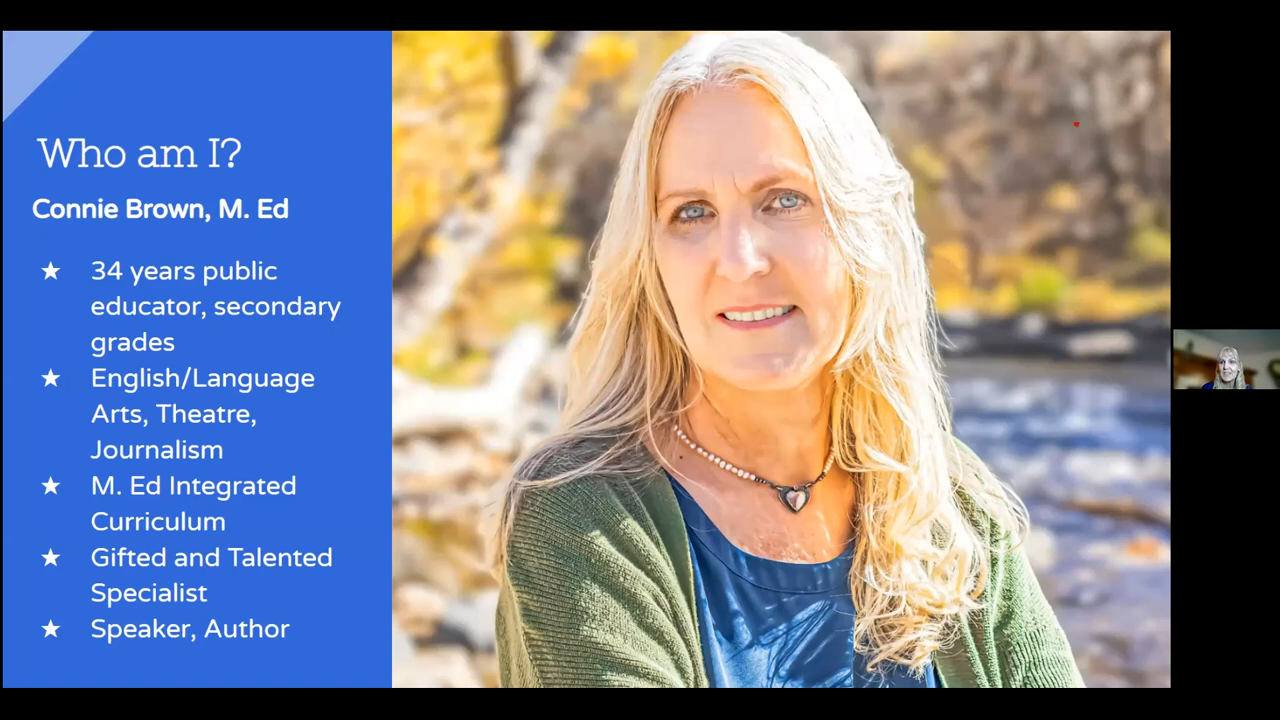 Who am I?
Connie Brown, M. Ed
★ 34 years public
educator, secondary
grades
★ English/Language
Arts, Theatre,
Journalism
★ M. Ed Integrated
Curriculum
★ Gifted and Talented
Specialist
★ Speaker, Author